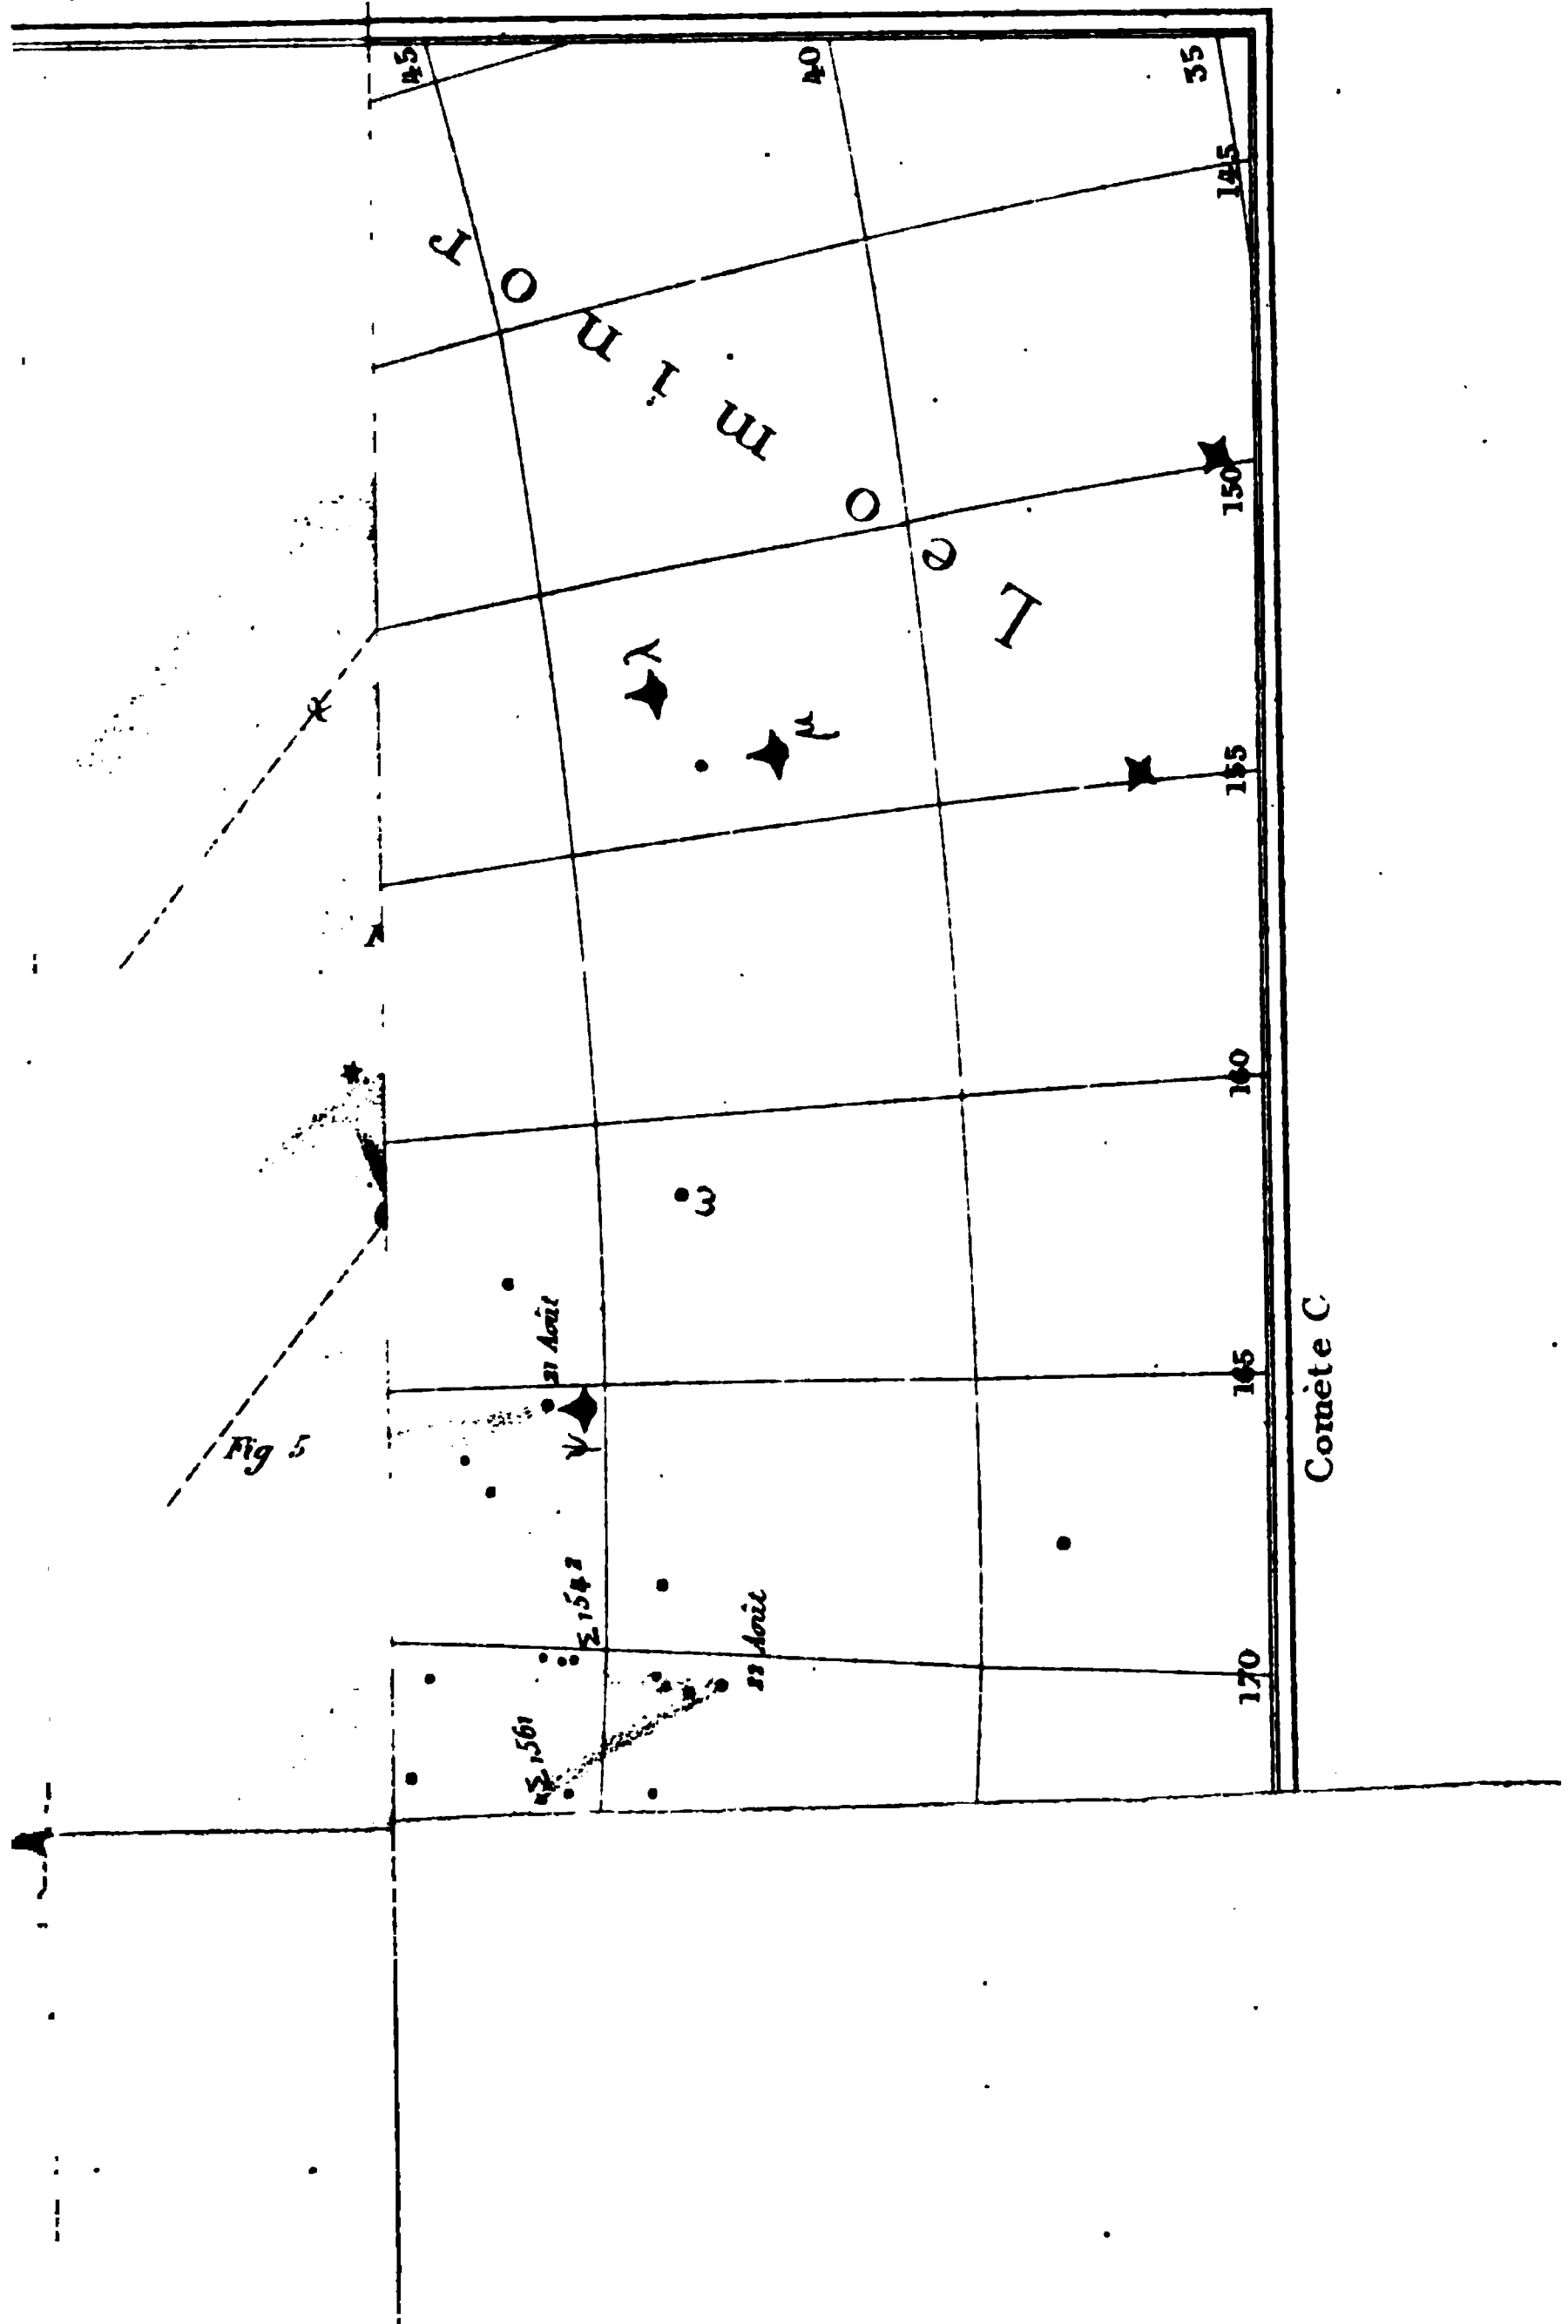 45
40
35
145
150
155
160
165
170
Leo minor
λ
μ
ω
ψ
21 Août
22 Août
Σ 1561
Fig 5
Comète C